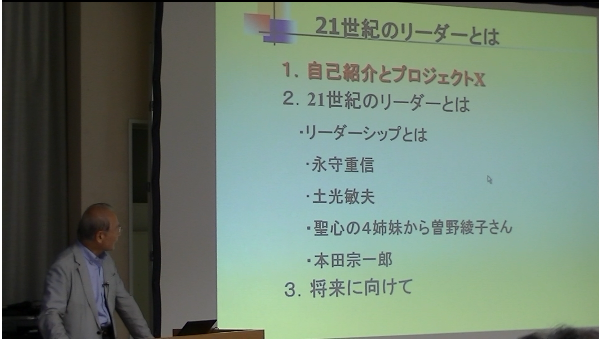 21世紀のリーダーとは
1. 自己紹介とプロジェクトX
2. 21世紀のリーダーとは
・リーダーシップとは
・永守重信
・土光敏夫
・聖心の4姉妹から曽野綾子さん
・本田宗一郎
3. 将来に向けて